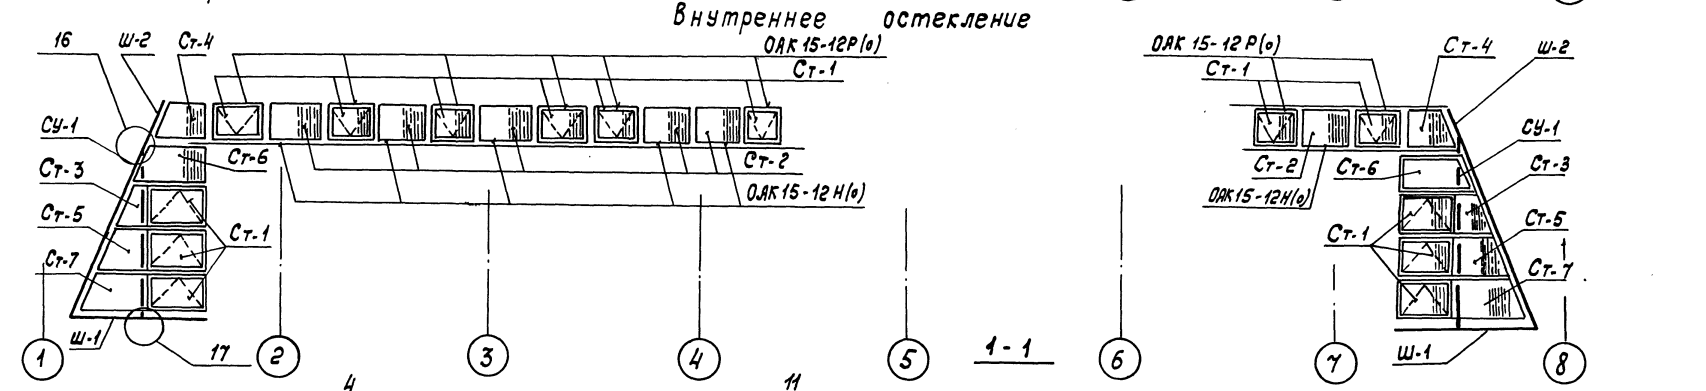 Внутреннее остекление
16
Ш-2
Ст-4
ОАК 15-12Р(о)
Ст-1
ОАК 15-12Р(о)
Ст-1
Ст-4
Ш-2
СУ-1
Ст-6
Ст-2
Ст-3
ОАК 15-12Н(о)
Ст-5
Ст-1
Ст-7
Ш-1
17
СУ-1
Ст-2
Ст-6
Ст-3
ОАК 15-12Н(о)
Ст-1
Ст-5
Ст-7
Ш-1
1 2 3 4 5 1-1 6 7 8
4 11